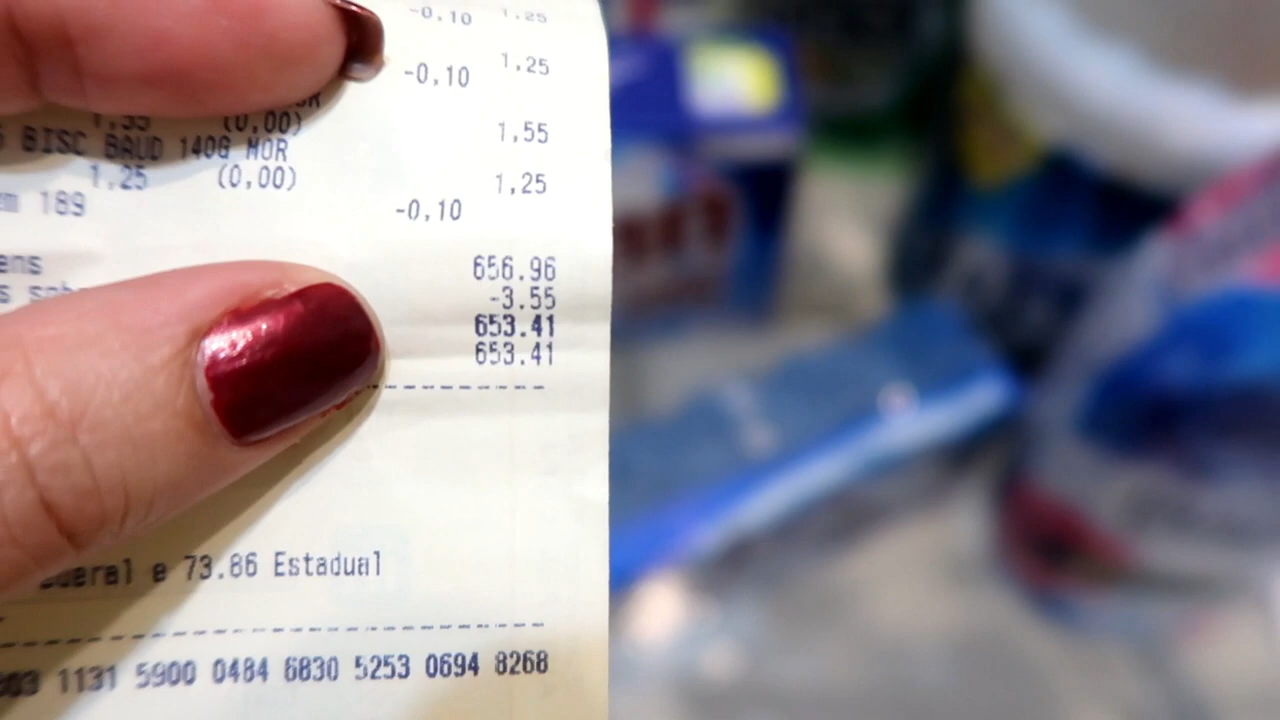 -0,10 1,25
1,25
-0,10
1,55 (0,00)
1,55
BISC BAUD 140G MOR
1,25 (0,00) 1,25
189 -0,10
656.96
-3.55
653.41
653.41
e 73.86 Estadual
1131 5900 0484 6830 5253 0694 8268